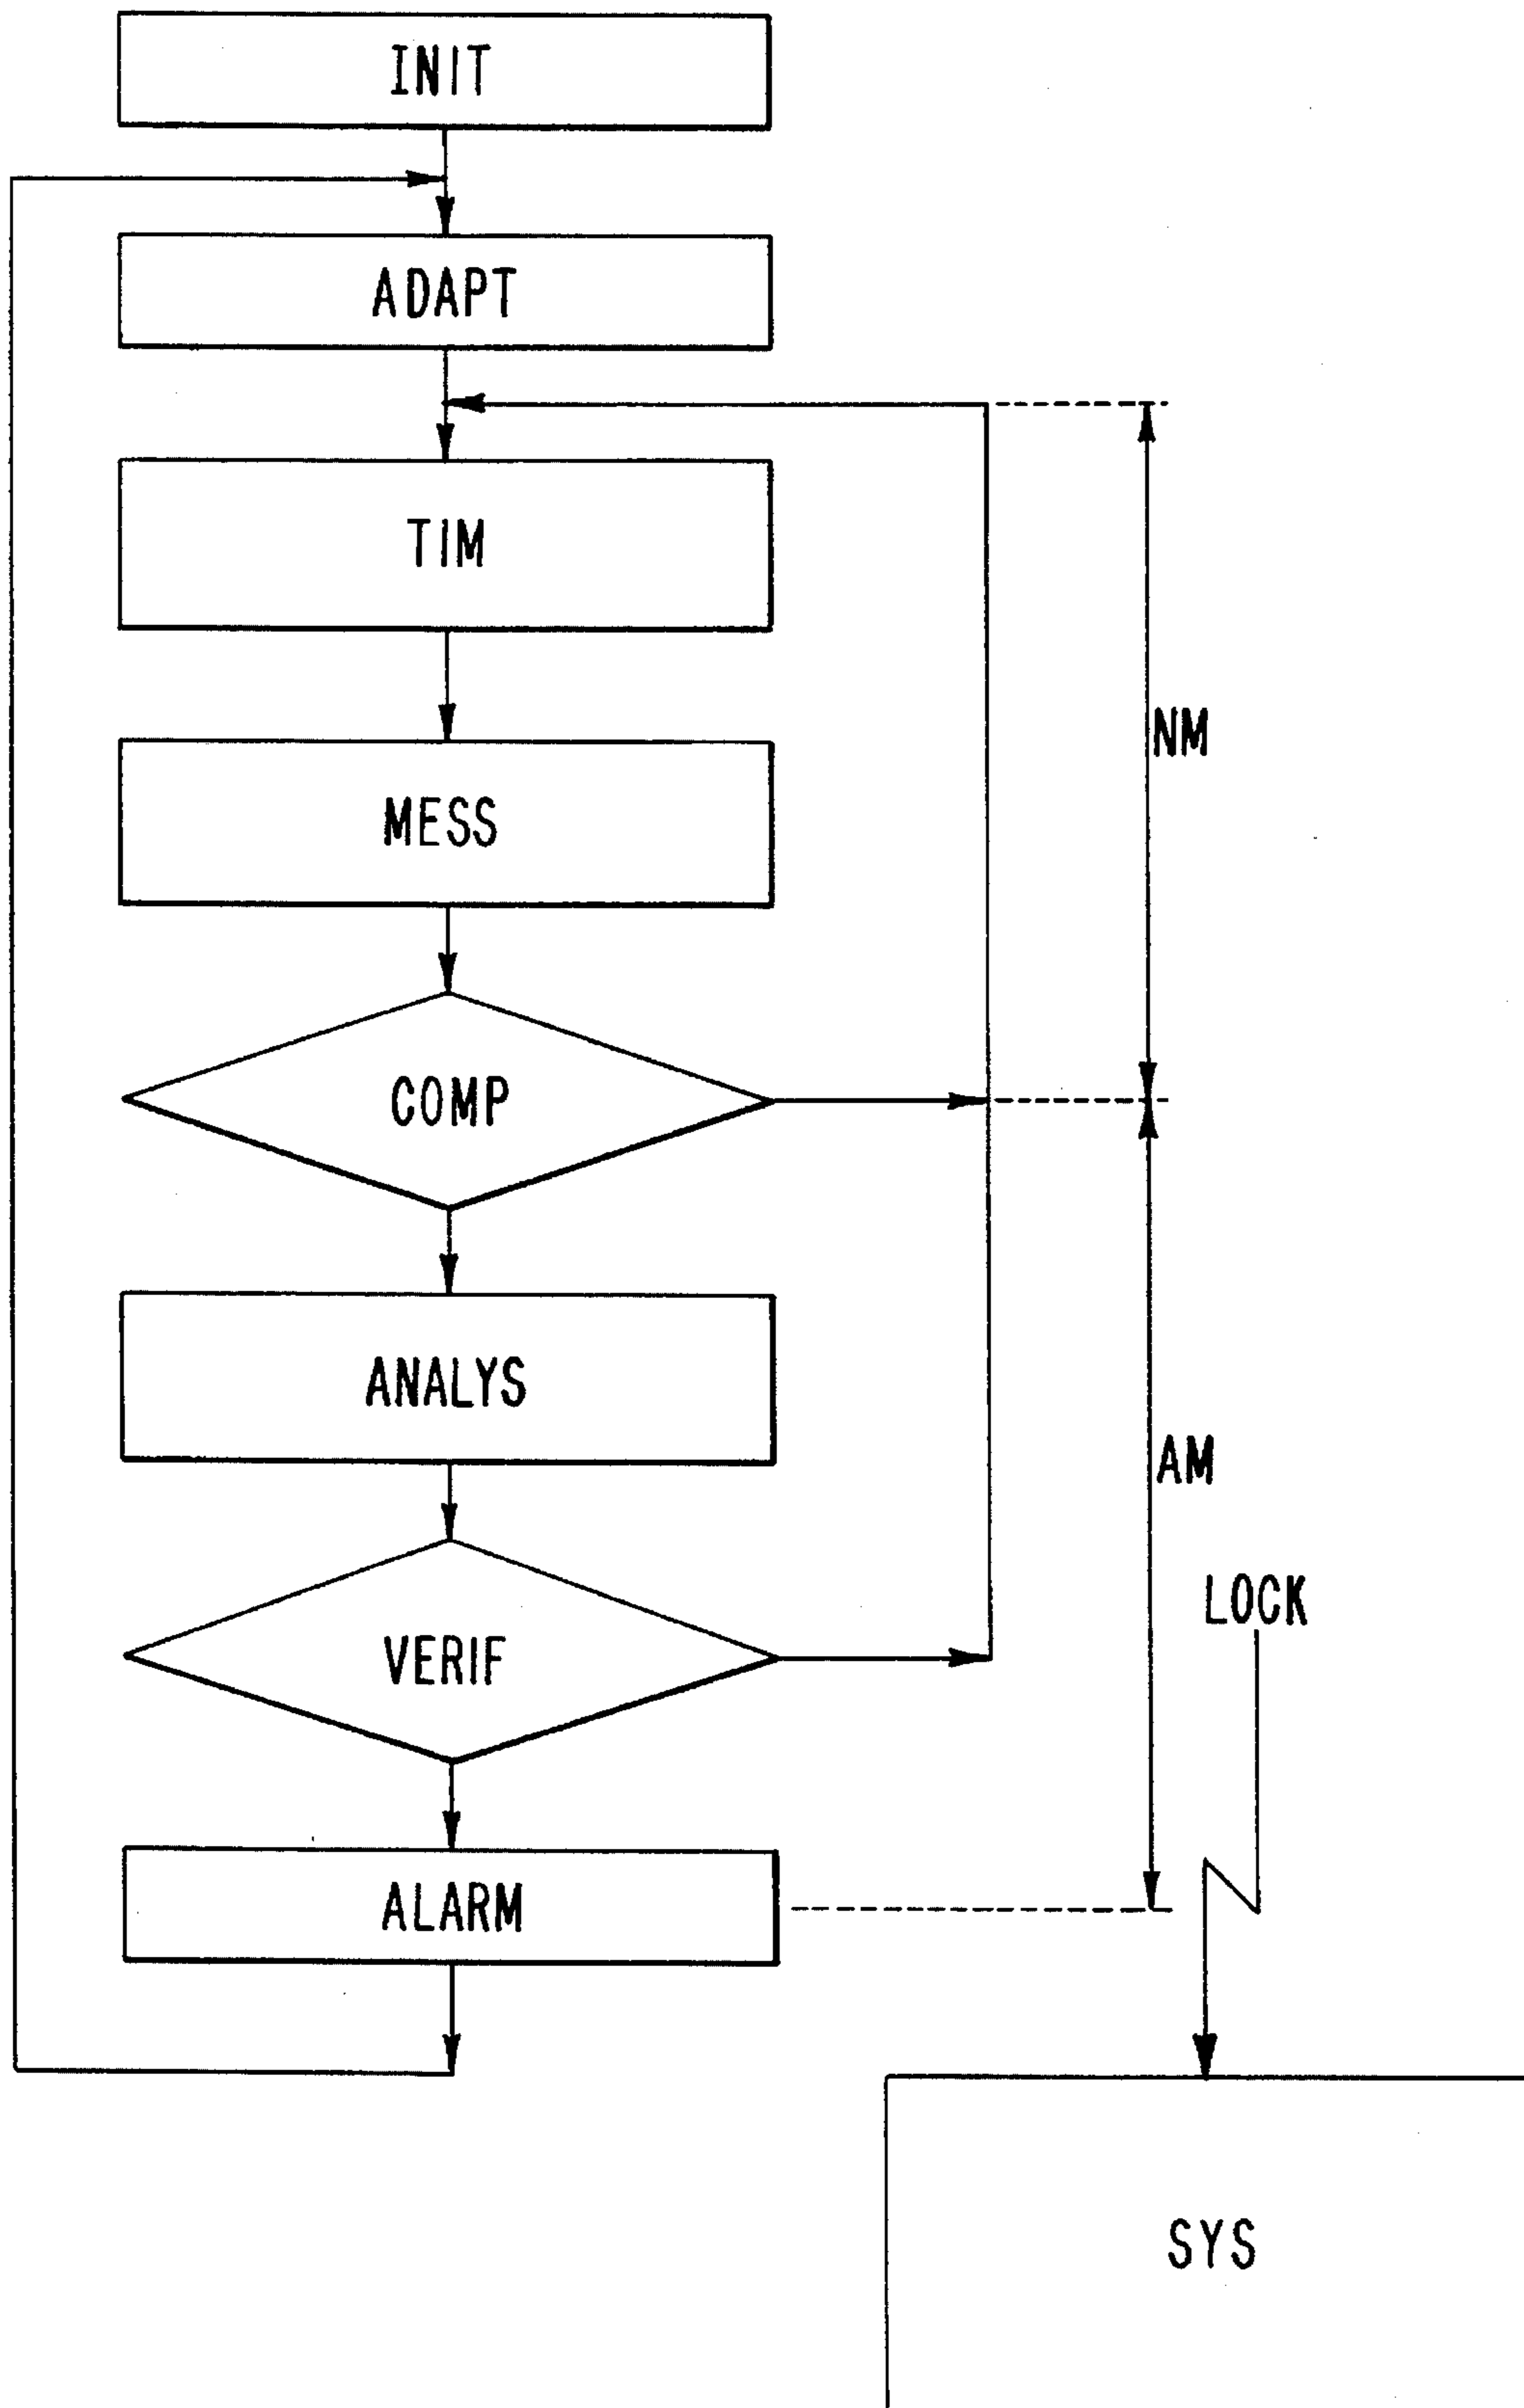 INIT
ADAPT
TIM
MESS
NM
COMP
ANALYS
AM
LOCK
VERIF
ALARM
SYS